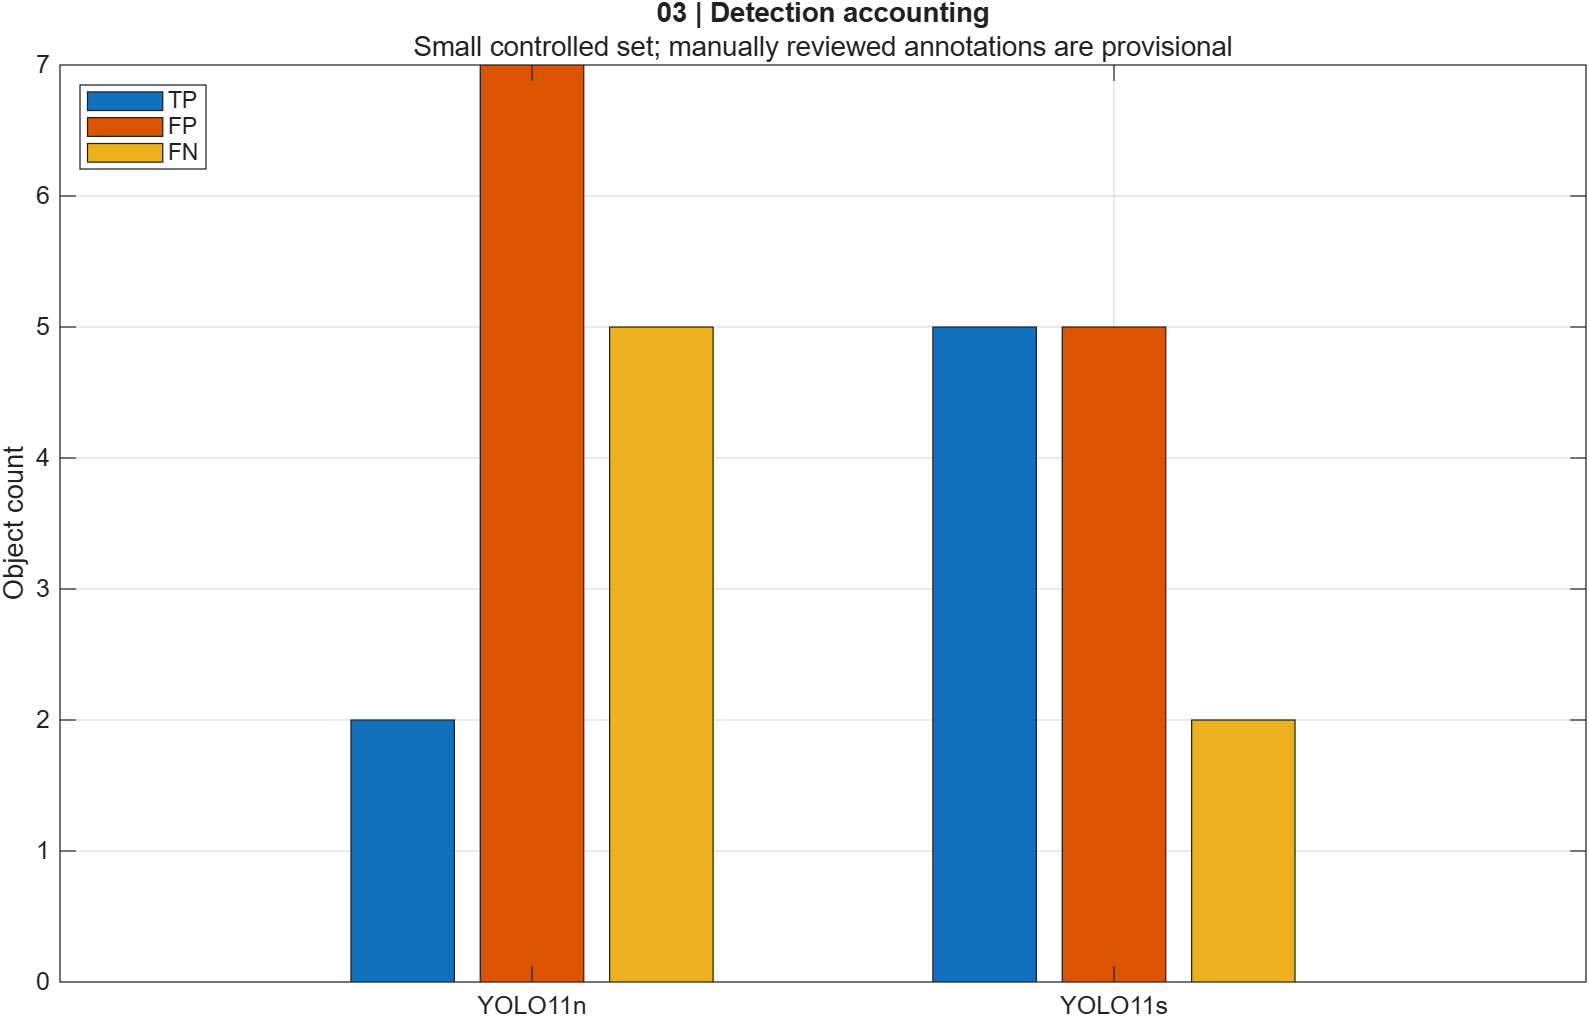 03 | Detection accounting
Small controlled set; manually reviewed annotations are provisional
TP
FP
FN
Object count
7
6
5
4
3
2
1
0
YOLO11n
YOLO11s